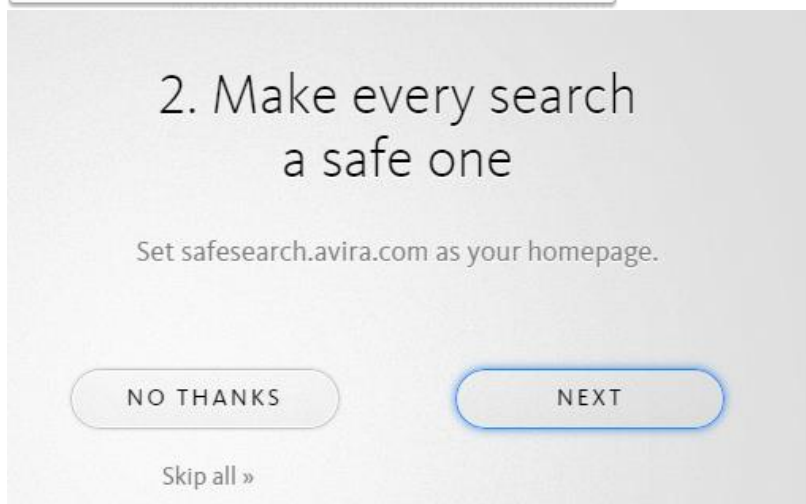 2. Make every search
a safe one
Set safesearch.avira.com as your homepage.
NO THANKS
NEXT
Skip all »